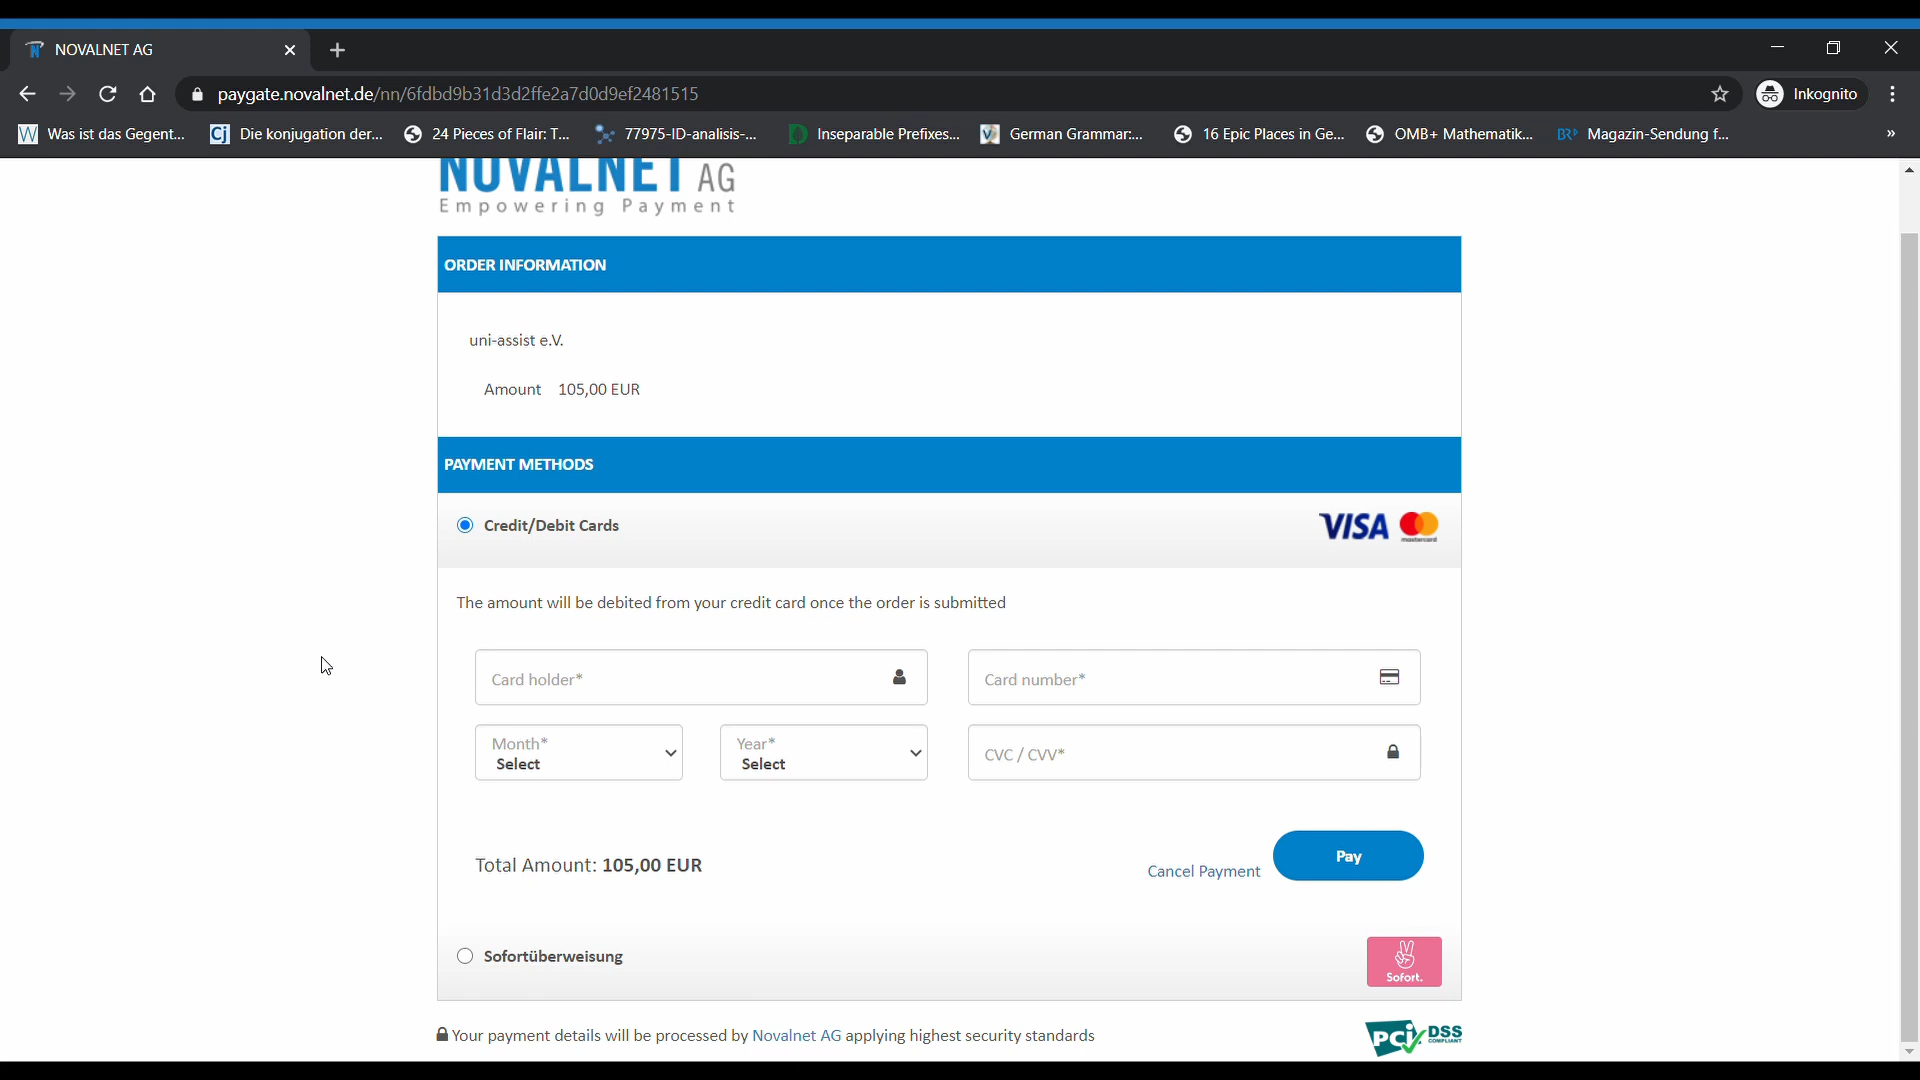 NOVALNET AG
paygate.novalnet.de/nn/6fdbd9b31d3d2ffe2a7d0d9ef2481515
Inkognito
Was ist das Gegent...
Die konjugation der...
24 Pieces of Flair: T...
77975-ID-analisis-...
Inseparable Prefixes...
German Grammar:...
16 Epic Places in Ge...
OMB+ Mathematik...
Magazin-Sendung f...
»
NOVALNET AG
Empowering Payment
ORDER INFORMATION
uni-assist e.V.
Amount 105,00 EUR
PAYMENT METHODS
Credit/Debit Cards
VISA
mastercard
The amount will be debited from your credit card once the order is submitted
Card holder*
Card number*
Month*
Select
Year*
Select
CVC / CVV*
Total Amount: 105,00 EUR
Cancel Payment
Pay
Sofortüberweisung
Sofort.
Your payment details will be processed by Novalnet AG applying highest security standards
PCI DSS
COMPLIANT